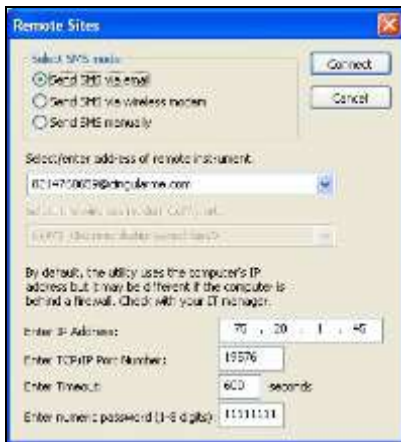 Remote Sites
Select SMS mode
Send SMS via email
Send SMS via wireless modem
Send SMS manually
Connect
Cancel
Select/enter address of remote instrument.
@cingularme.com
By default, the utility uses the computer's IP
address but it may be different if the computer is
behind a firewall. Check with your IT manager.
Enter IP Address:
75 . 20 . 1 . 45
Enter TCP/IP Port Number:
19576
Enter Timeout:
600 seconds
Enter numeric password (1-8 digits):
11111111